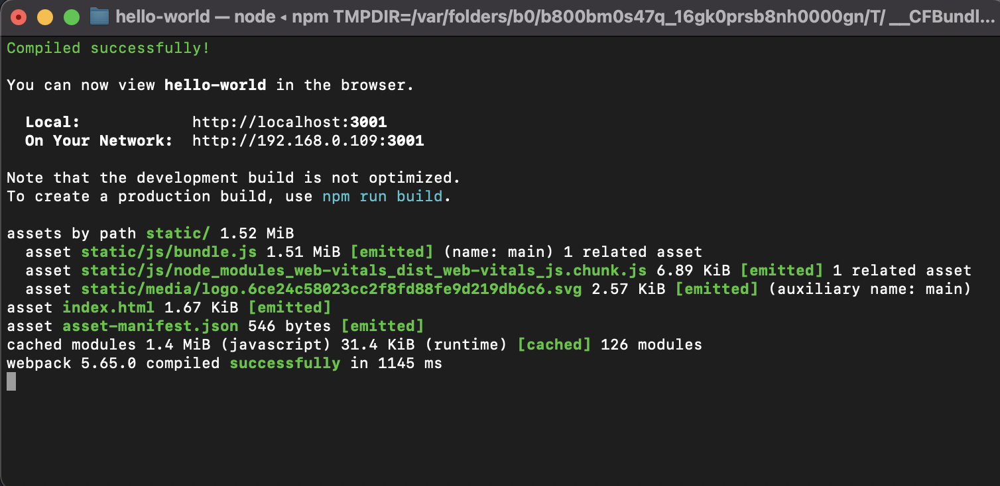 hello-world — node ◂ npm TMPDIR=/var/folders/b0/b800bm0s47q_16gk0prsb8nh0000gn/T/ __CFBundl...
Compiled successfully!
You can now view hello-world in the browser.
Local: http://localhost:3001
On Your Network: http://192.168.0.109:3001
Note that the development build is not optimized.
To create a production build, use npm run build.
assets by path static/ 1.52 MiB
asset static/js/bundle.js 1.51 MiB [emitted] (name: main) 1 related asset
asset static/js/node_modules_web-vitals_dist_web-vitals_js.chunk.js 6.89 KiB [emitted] 1 related asset
asset static/media/logo.6ce24c58023cc2f8fd88fe9d219db6c6.svg 2.57 KiB [emitted] (auxiliary name: main)
asset index.html 1.67 KiB [emitted]
asset asset-manifest.json 546 bytes [emitted]
cached modules 1.4 MiB (javascript) 31.4 KiB (runtime) [cached] 126 modules
webpack 5.65.0 compiled successfully in 1145 ms